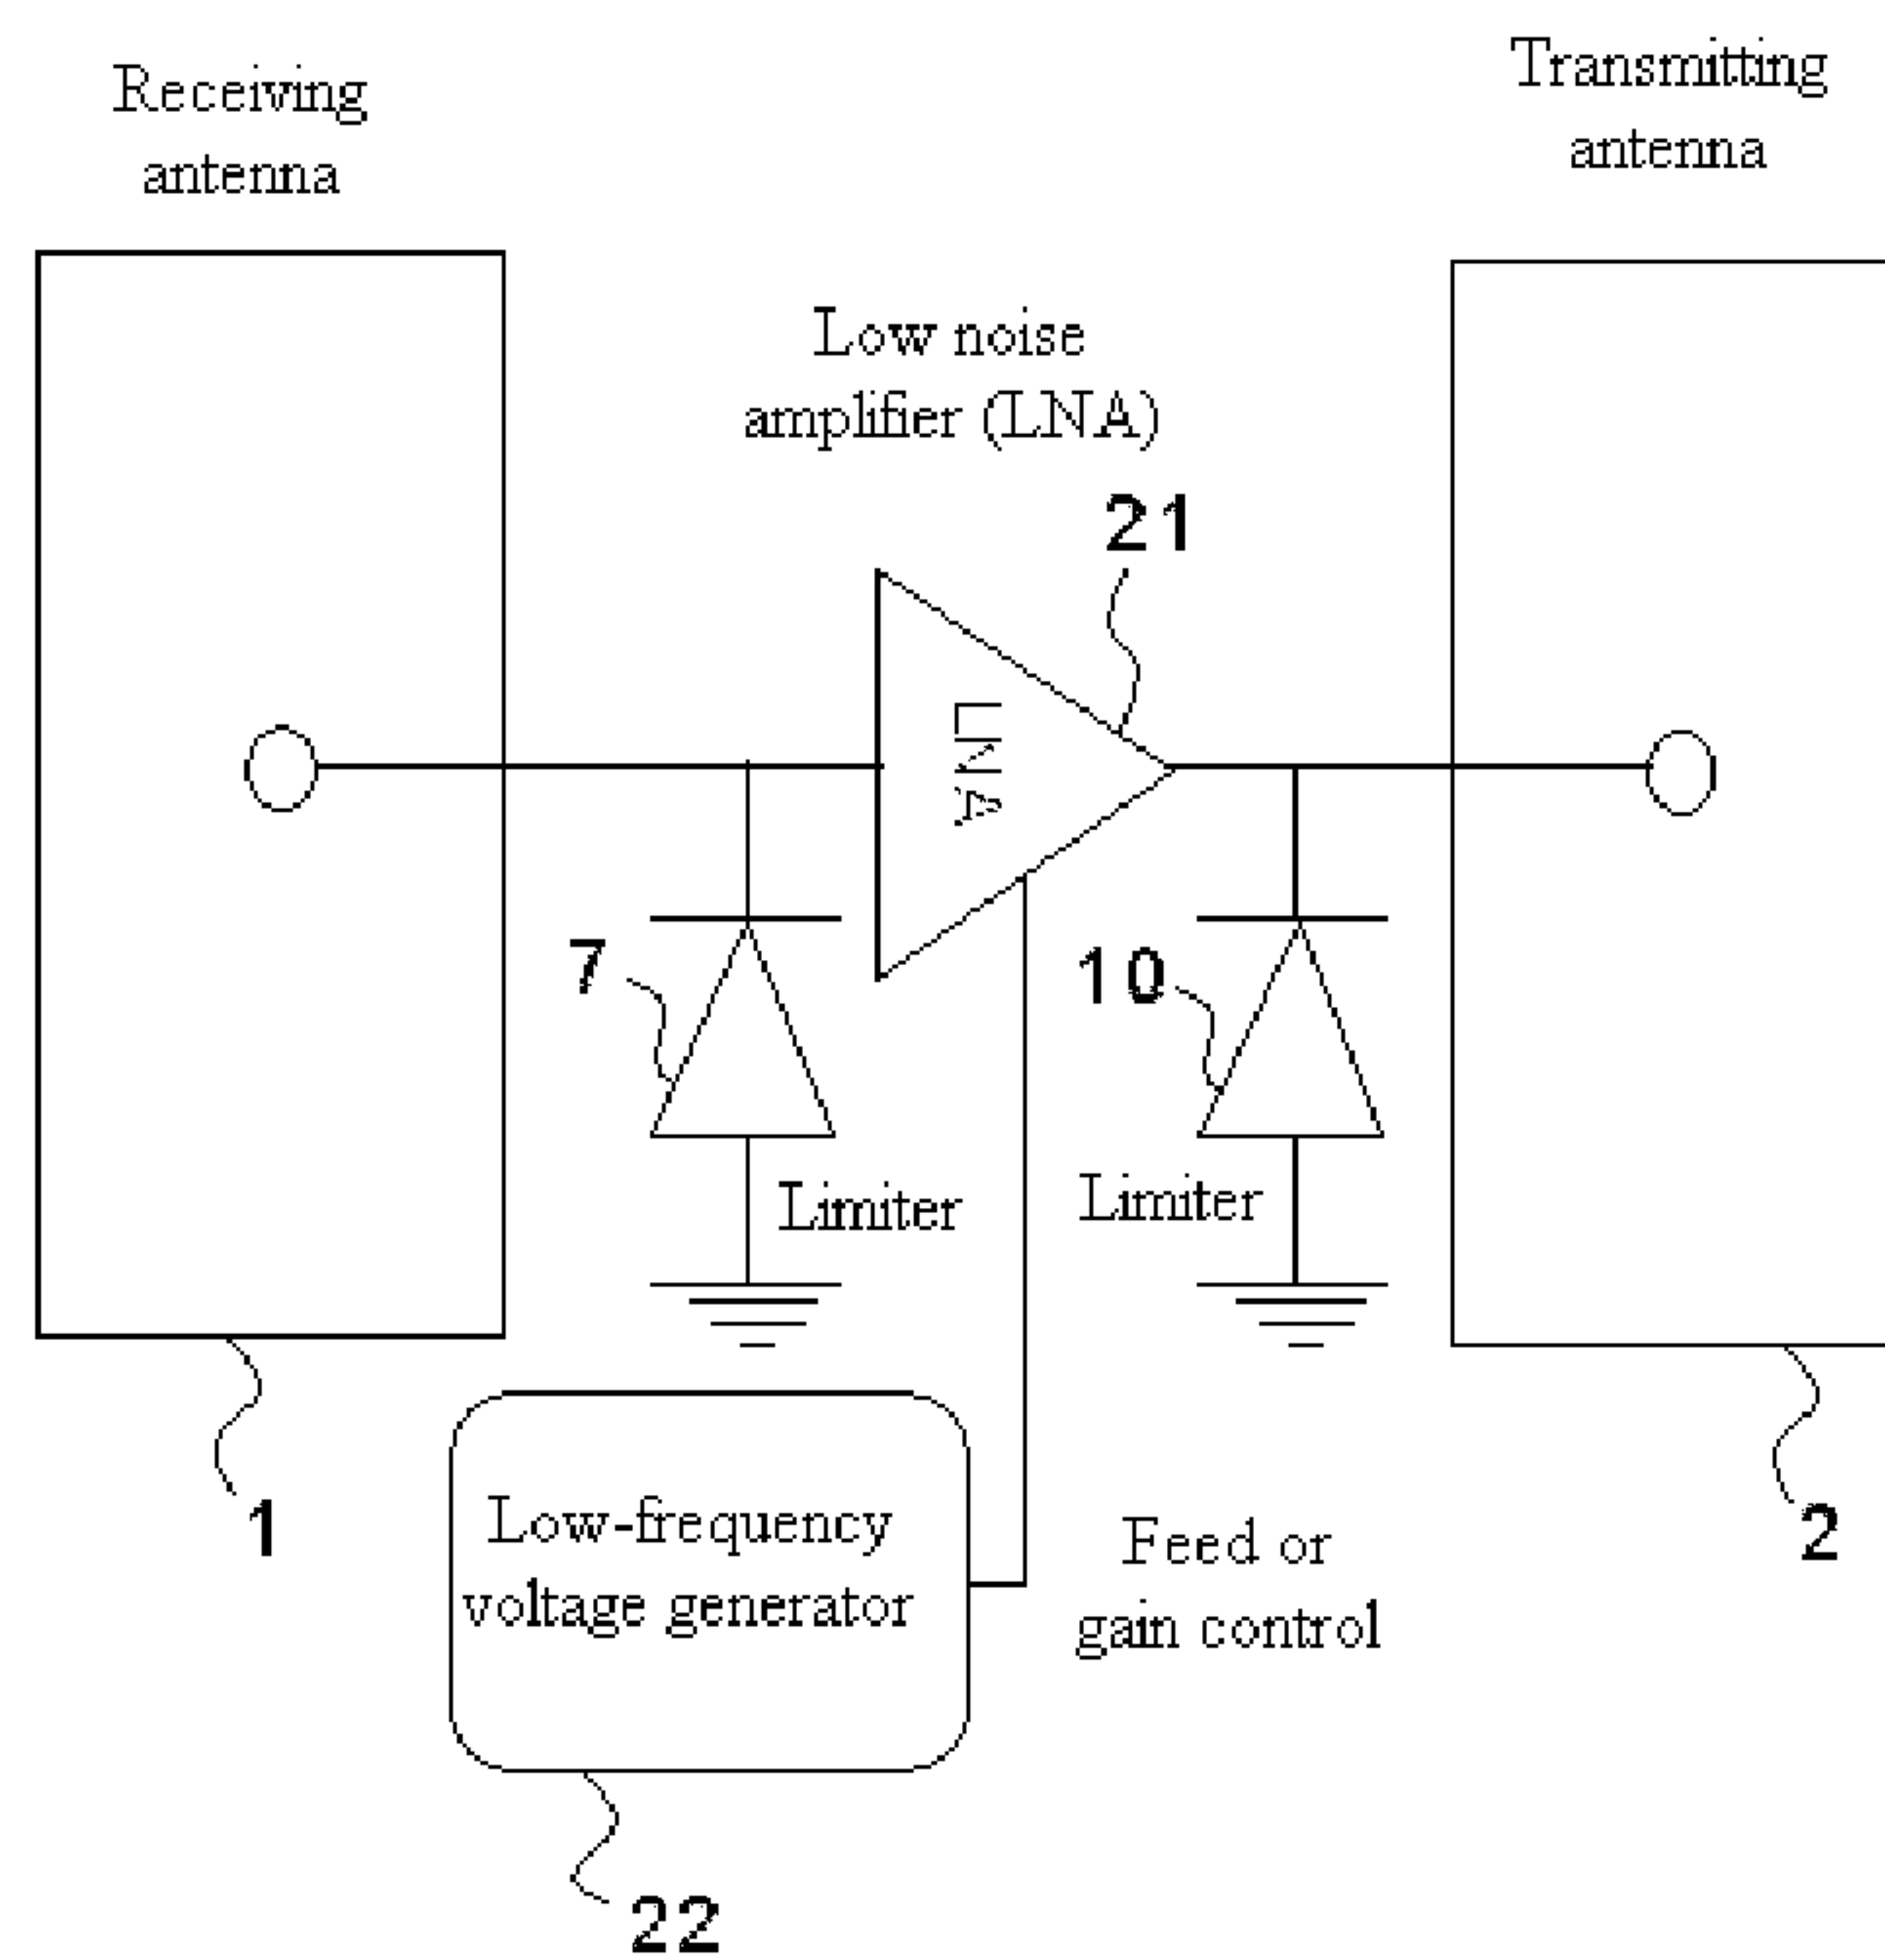 Receiving
antenna
Transmitting
antenna
Low noise
amplifier (LNA)
21
LNA
7
10
Limiter
Limiter
1
2
Low-frequency
voltage generator
Feed or
gain control
22